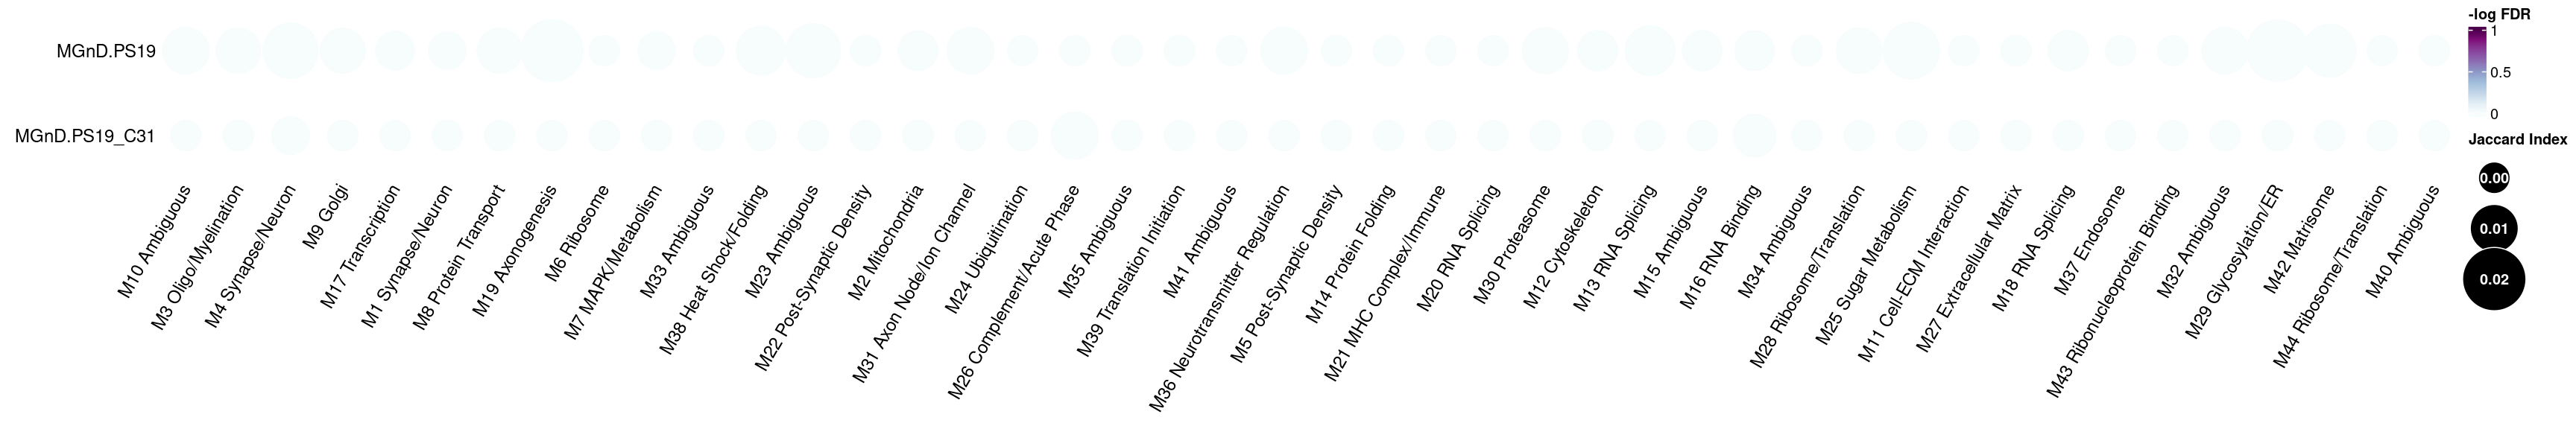 MGnD.PS19
MGnD.PS19_C31
M10 Ambiguous
M3 Oligo/Myelination
M4 Synapse/Neuron
M9 Golgi
M17 Transcription
M1 Synapse/Neuron
M8 Protein Transport
M19 Axonogenesis
M6 Ribosome
M7 MAPK/Metabolism
M33 Ambiguous
M38 Heat Shock/Folding
M23 Ambiguous
M22 Post-Synaptic Density
M2 Mitochondria
M31 Axon Node/Ion Channel
M24 Ubiquitination
M26 Complement/Acute Phase
M35 Ambiguous
M39 Translation Initiation
M41 Ambiguous
M36 Neurotransmitter Regulation
M5 Post-Synaptic Density
M14 Protein Folding
M21 MHC Complex/Immune
M20 RNA Splicing
M30 Proteasome
M12 Cytoskeleton
M13 RNA Splicing
M15 Ambiguous
M16 RNA Binding
M34 Ambiguous
M28 Ribosome/Translation
M25 Sugar Metabolism
M11 Cell-ECM Interaction
M27 Extracellular Matrix
M18 RNA Splicing
M37 Endosome
M43 Ribonucleoprotein Binding
M32 Ambiguous
M29 Glycosylation/ER
M42 Matrisome
M44 Ribosome/Translation
M40 Ambiguous
-log FDR
1
0.5
0
Jaccard Index
0.00
0.01
0.02